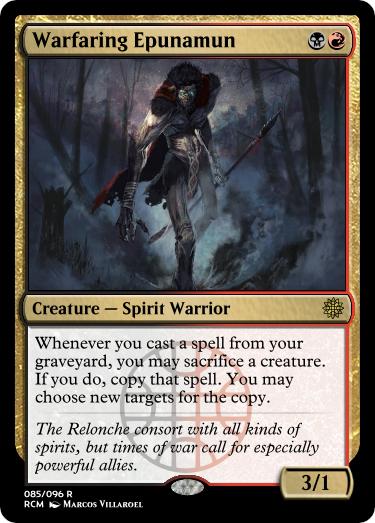 Warfaring Epunamun
Creature — Spirit Warrior
Whenever you cast a spell from your
graveyard, you may sacrifice a creature.
If you do, copy that spell. You may
choose new targets for the copy.
The Relonche consort with all kinds of
spirits, but times of war call for especially
powerful allies.
3/1
085/096 R
RCM Marcos Villaroel